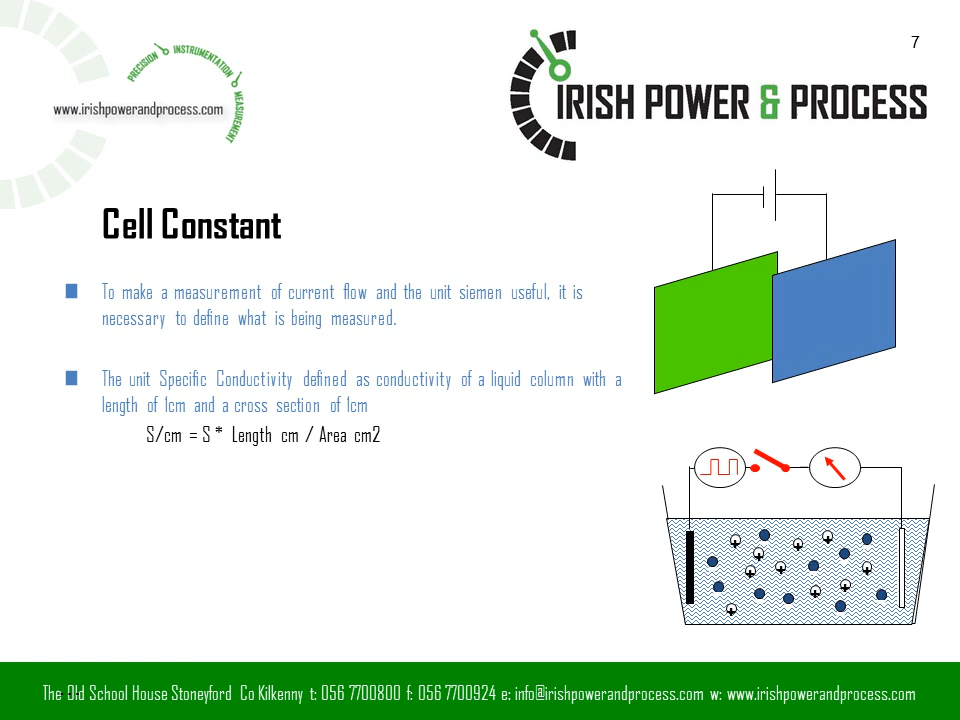 7
PRECISION
INSTRUMENTATION
MEASUREMENT
www.irishpowerandprocess.com
IRISH POWER & PROCESS
Cell Constant
To make a measurement of current flow and the unit siemen useful, it is
necessary to define what is being measured.
The unit Specific Conductivity defined as conductivity of a liquid column with a
length of 1cm and a cross section of 1cm
S/cm = S * Length cm / Area cm2
The Old School House Stoneyford Co Kilkenny t: 056 7700800 f: 056 7700924 e: info@irishpowerandprocess.com w: www.irishpowerandprocess.com